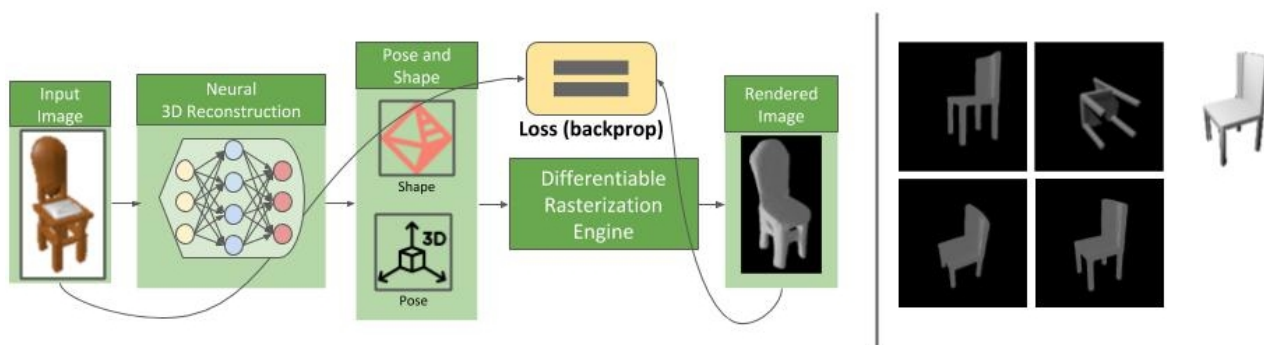 Input
Image
Neural
3D Reconstruction
Pose and
Shape
Shape
3D
Pose
Loss (backprop)
Differentiable
Rasterization
Engine
Rendered
Image